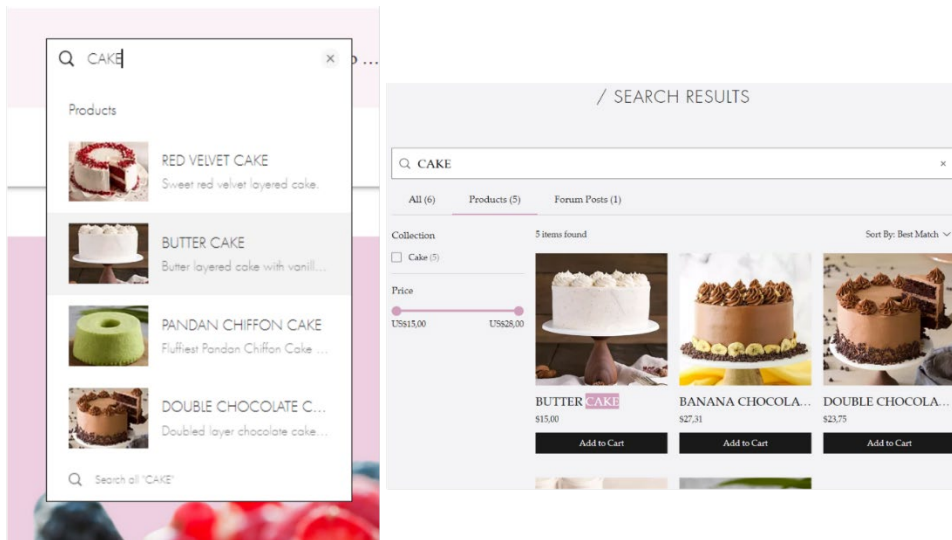 CAKE
Products
RED VELVET CAKE
Sweet red velvet layered cake.
BUTTER CAKE
Butter layered cake with vanill...
PANDAN CHIFFON CAKE
Fluffiest Pandan Chiffon Cake ...
DOUBLE CHOCOLATE C...
Doubled layer chocolate cake...
Search all "CAKE"
/ SEARCH RESULTS
CAKE
All (6) Products (5) Forum Posts (1)
Collection
Cake (5)
Price
US$15,00 US$28,00
5 items found Sort By: Best Match
BUTTER CAKE
$15,00
Add to Cart
BANANA CHOCOLA...
$27,31
Add to Cart
DOUBLE CHOCOLA...
$23,75
Add to Cart